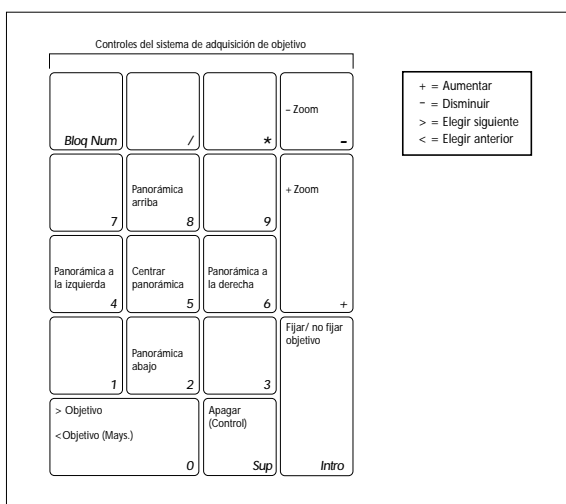 Controles del sistema de adquisición de objetivo
+ = Aumentar
- = Disminuir
> = Elegir siguiente
< = Elegir anterior
Bloq Num
/
*
– Zoom
-
7
Panorámica
arriba
8
9
+ Zoom
+
Panorámica a
la izquierda
4
Centrar
panorámica
5
Panorámica a
la derecha
6
1
Panorámica
abajo
2
3
Fijar/ no fijar
objetivo
Intro
> Objetivo
<Objetivo (Mays.)
0
Apagar
(Control)
Sup